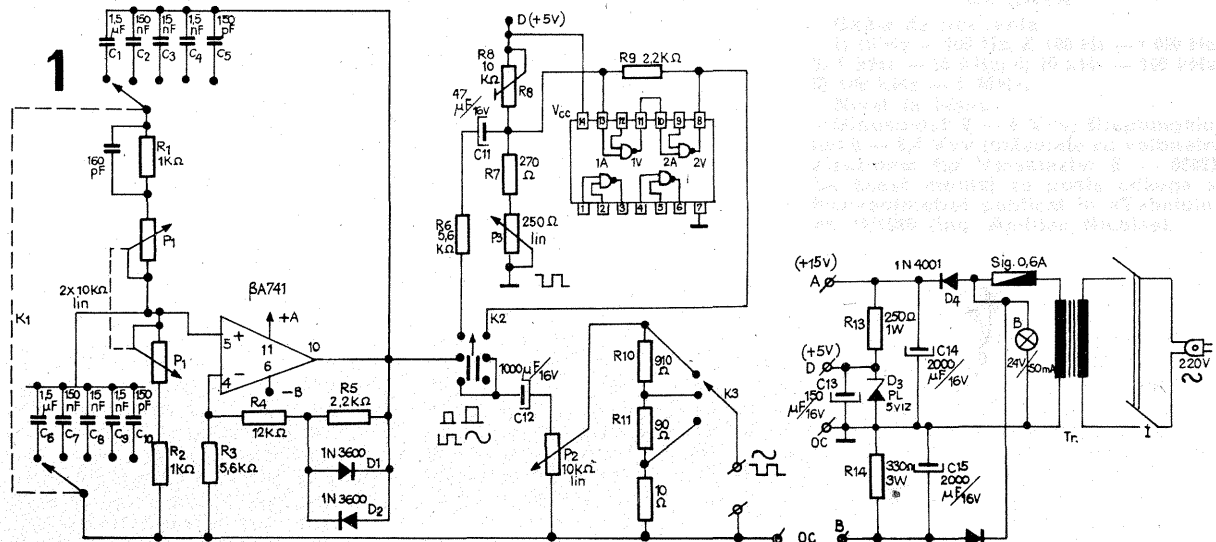 1
1,5 µF C1
150 nF C2
15 nF C3
1,5 nF C4
150 pF C5
160 pF
R1 1KΩ
P1
2x10KΩ lin
K1
P1
1,5 µF C6
150 nF C7
15 nF C8
1,5 nF C9
150 pF C10
R2 1KΩ
R3 5,6KΩ
βA741
+A
5 +
11
10
6
4 −
−B
R4 12KΩ
R5 2,2KΩ
1N3600 D1
1N3600 D2
D(+5V)
R8 10 KΩ
R8
47 µF/16V
C11
R7 270 Ω
R6 5,6 KΩ
P3 250Ω lin
R9 2,2KΩ
Vcc
14 13 12 11 10 9 8
1A 1V 2A 2V
1 2 3 4 5 6 7
K2
1000µF/16V
C12
P2 10KΩ lin
R10 910 Ω
R11 90 Ω
10 Ω
K3
OC
B
(+15V)
A
1N4001
D4
Sig. 0,6A
R13 250Ω 1W
C14 2000 µF/16V
B
24V/50mA
220V
(+5V)
D
C13
150 µF/16V
D3 PL 5V1Z
OC
Tr.
I
R14 330Ω 3W
C15 2000 µF/16V